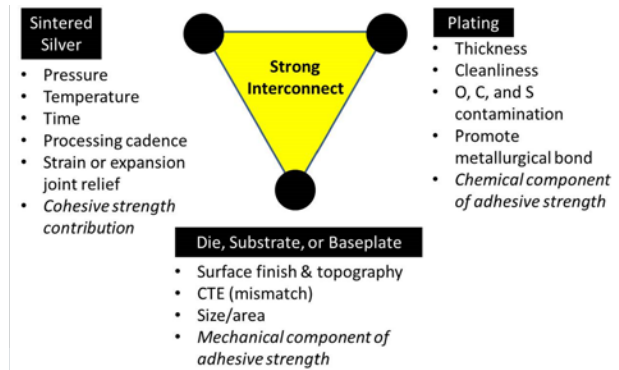 Sintered
Silver
• Pressure
• Temperature
• Time
• Processing cadence
• Strain or expansion
joint relief
• Cohesive strength
contribution
Strong
Interconnect
Plating
• Thickness
• Cleanliness
• O, C, and S
contamination
• Promote
metallurgical bond
• Chemical component
of adhesive strength
Die, Substrate, or Baseplate
• Surface finish & topography
• CTE (mismatch)
• Size/area
• Mechanical component of
adhesive strength